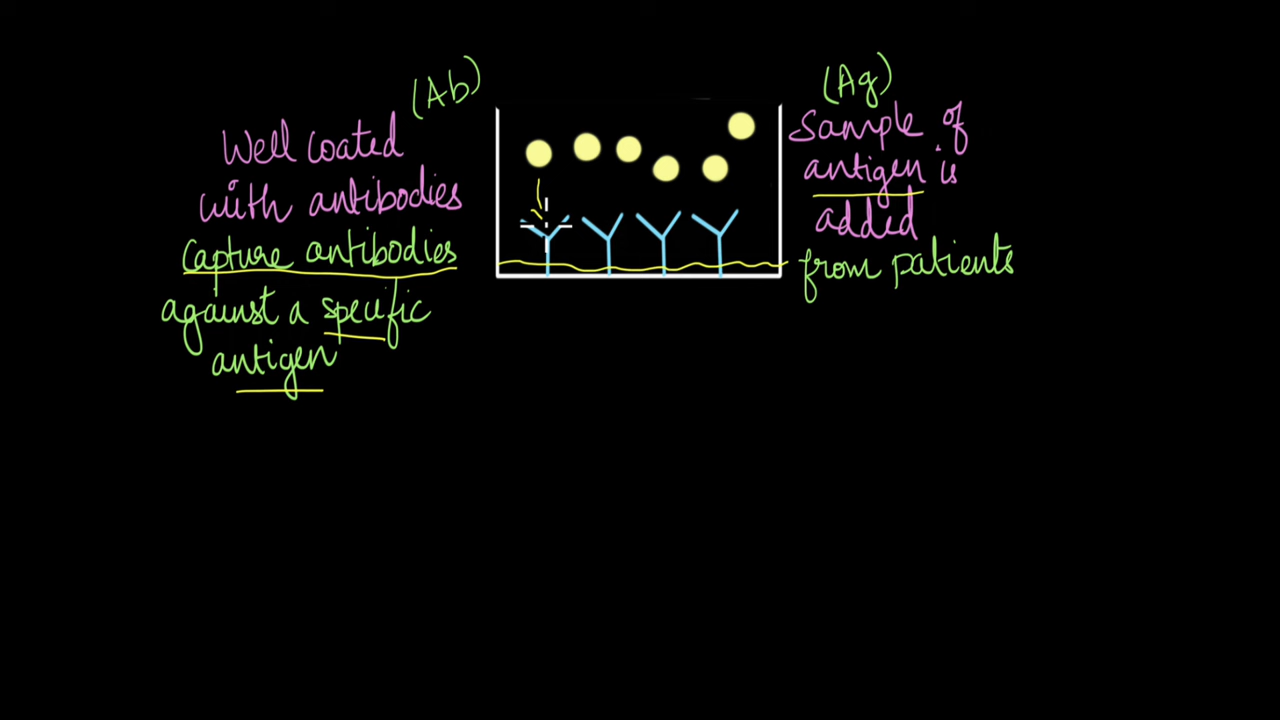 (Ab)
Well coated
with antibodies
Capture antibodies
against a specific
antigen
(Ag)
Sample of
antigen is
added
from patients